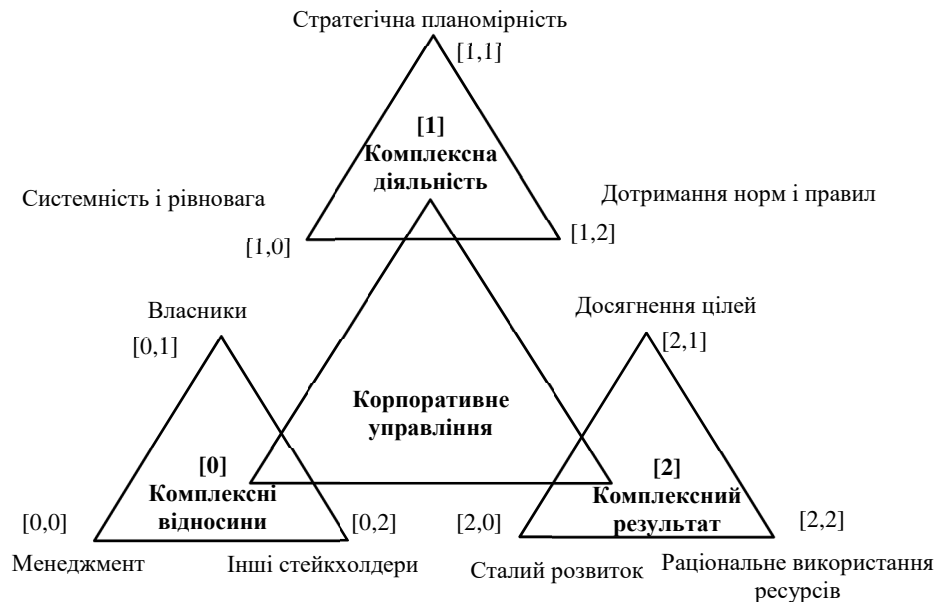 Стратегічна планомірність
[1,1]
[1]
Комплексна
діяльність
Системність і рівновага
Дотримання норм і правил
[1,0]
[1,2]
Власники
Досягнення цілей
[0,1]
[2,1]
Корпоративне
управління
[0]
Комплексні
відносини
[2]
Комплексний
результат
[0,0]
[0,2]
[2,0]
[2,2]
Менеджмент
Інші стейкхолдери
Сталий розвиток
Раціональне використання
ресурсів